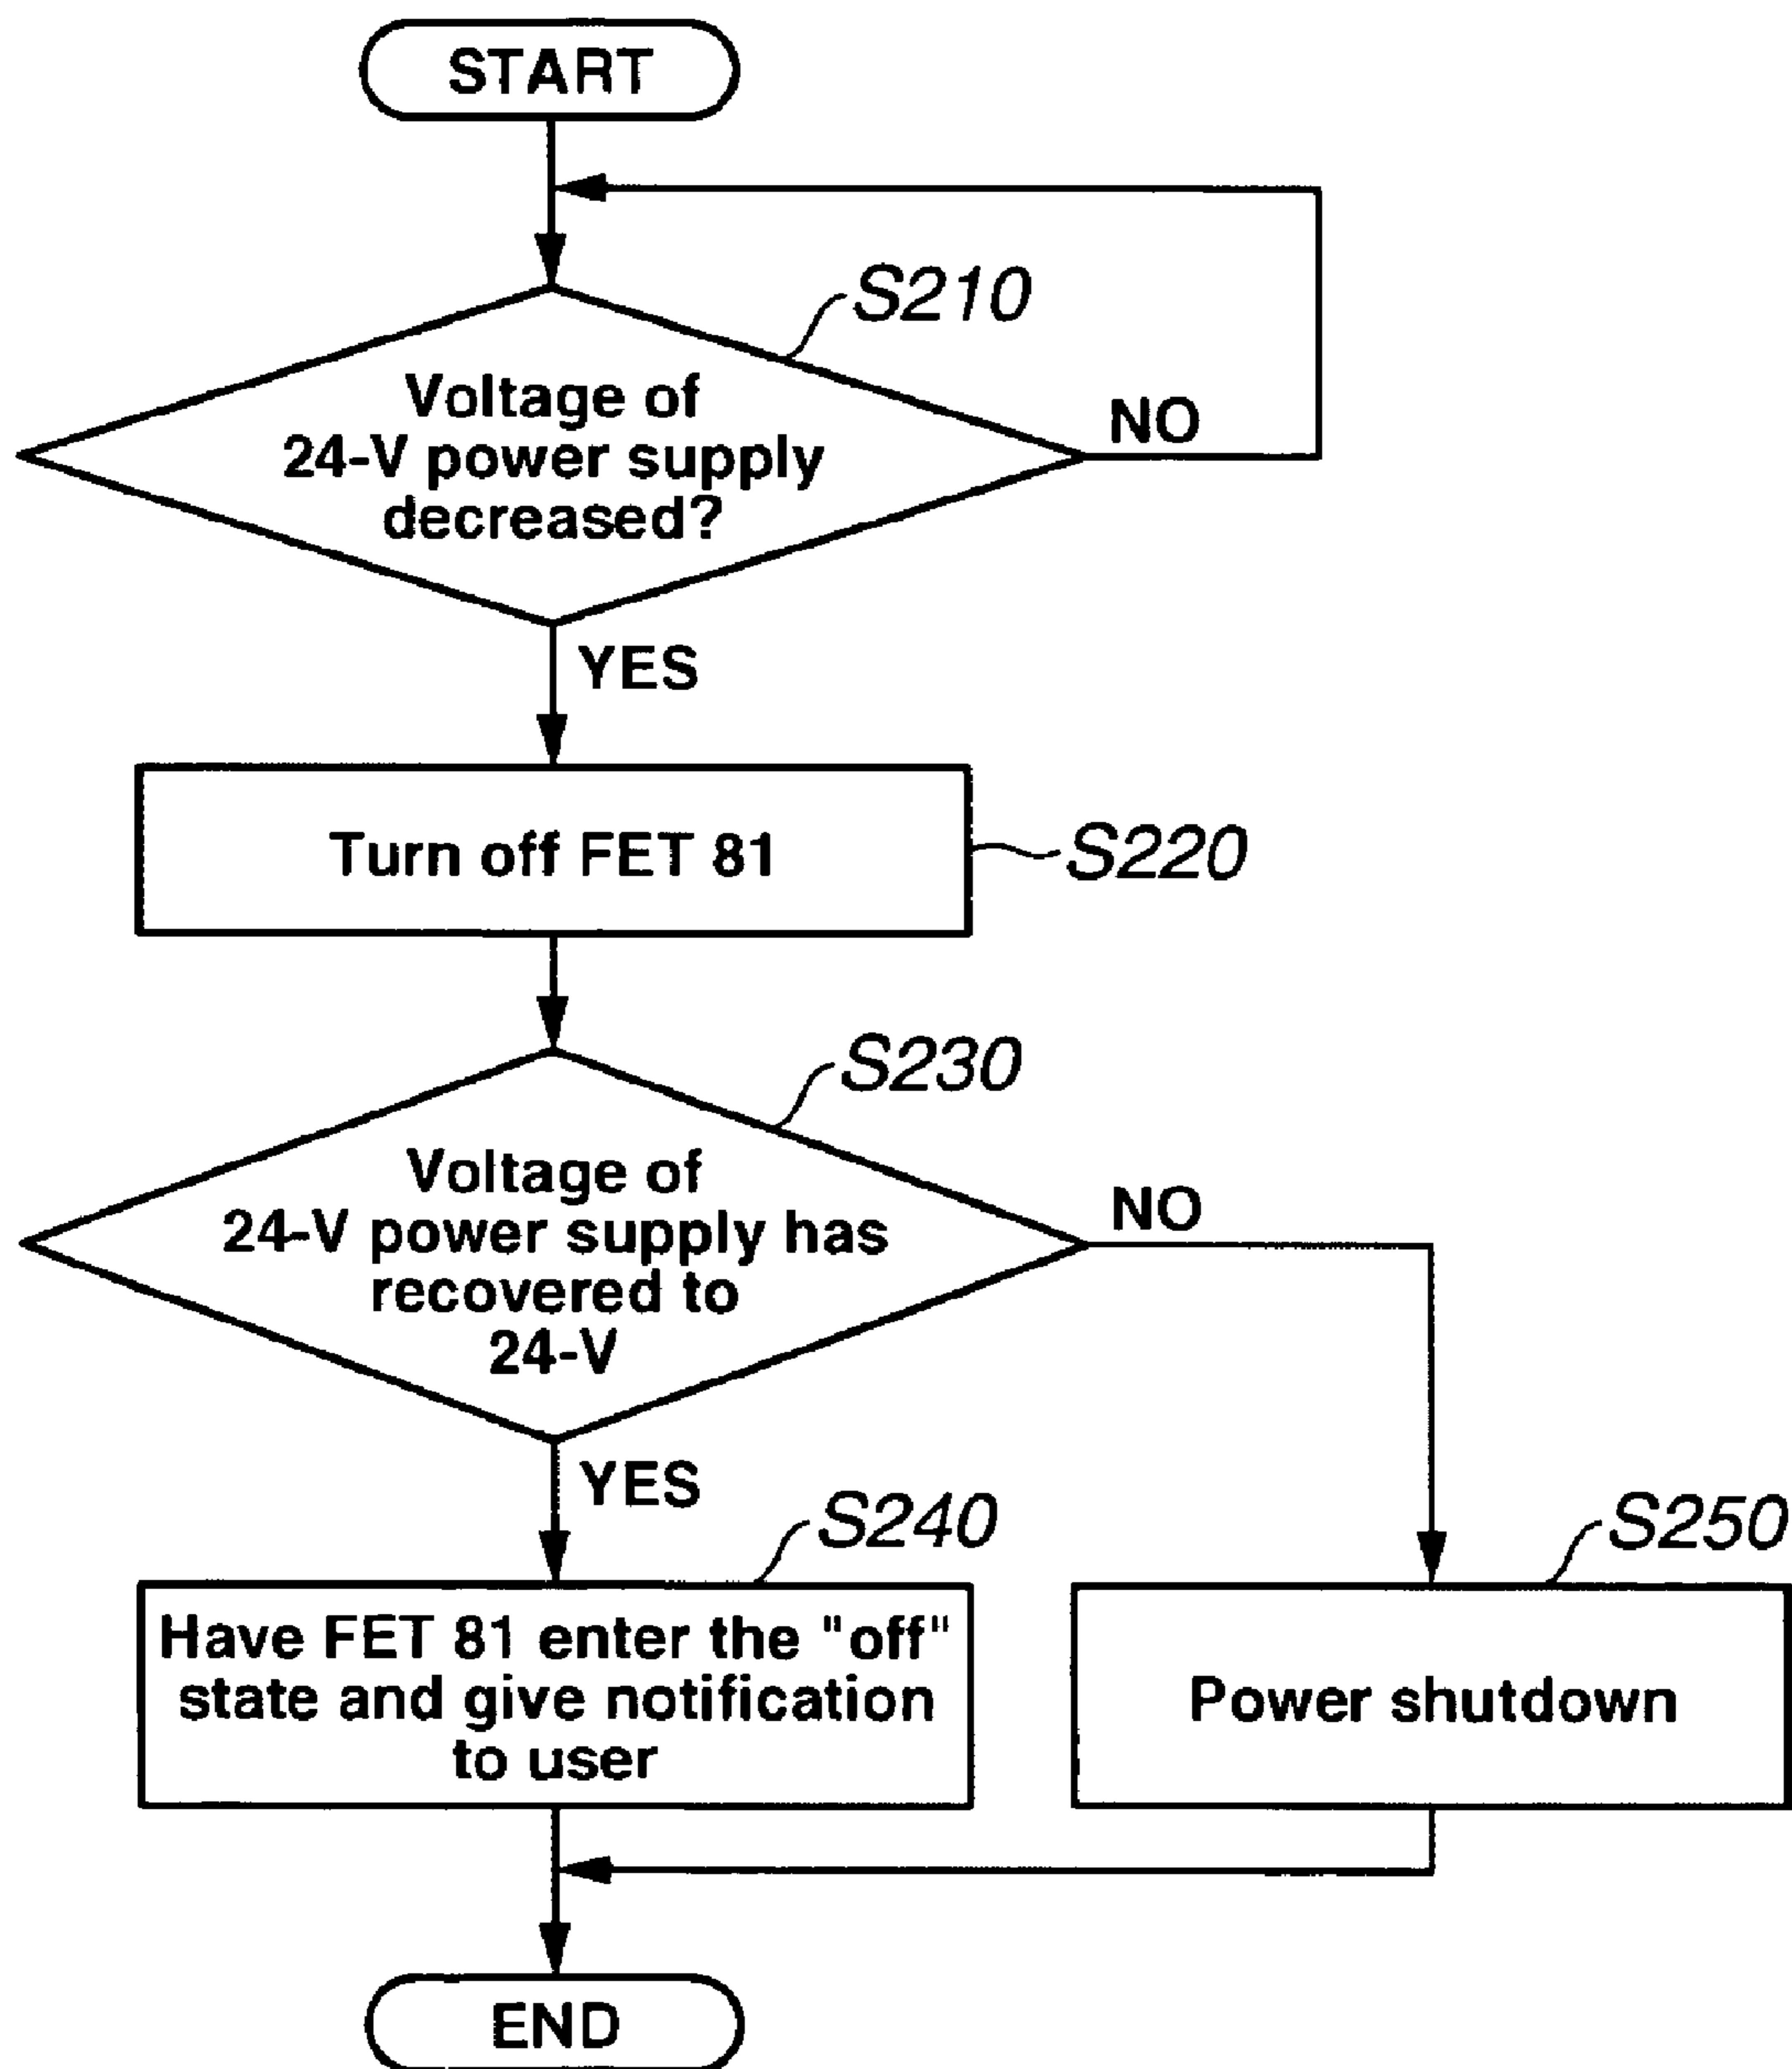 START
S210
Voltage of
24-V power supply
decreased?
NO
YES
Turn off FET 81
S220
S230
Voltage of
24-V power supply has
recovered to
24-V
NO
YES
S240
S250
Have FET 81 enter the "off"
state and give notification
to user
Power shutdown
END